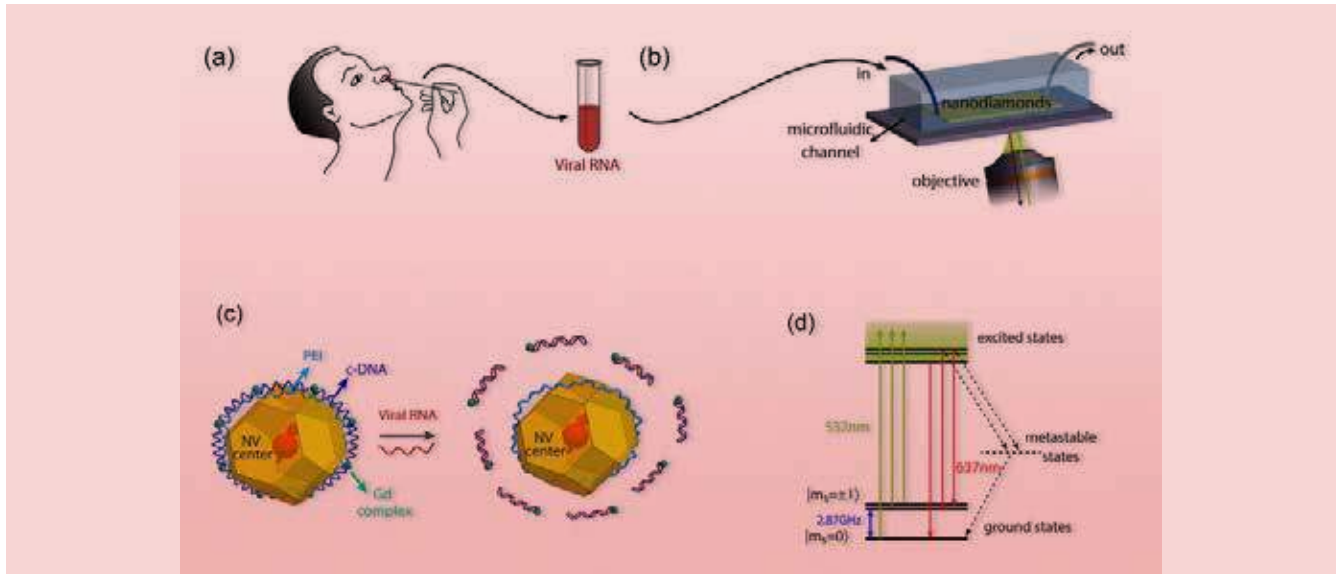 (a)
Viral RNA
(b)
in
out
nanodiamonds
microfluidic
channel
objective
(c)
PEI
c-DNA
NV
center
Gd
complex
Viral RNA
NV
center
(d)
excited states
532nm
metastable
states
637nm
|mₛ=±1⟩
2.87GHz
|mₛ=0⟩
ground states